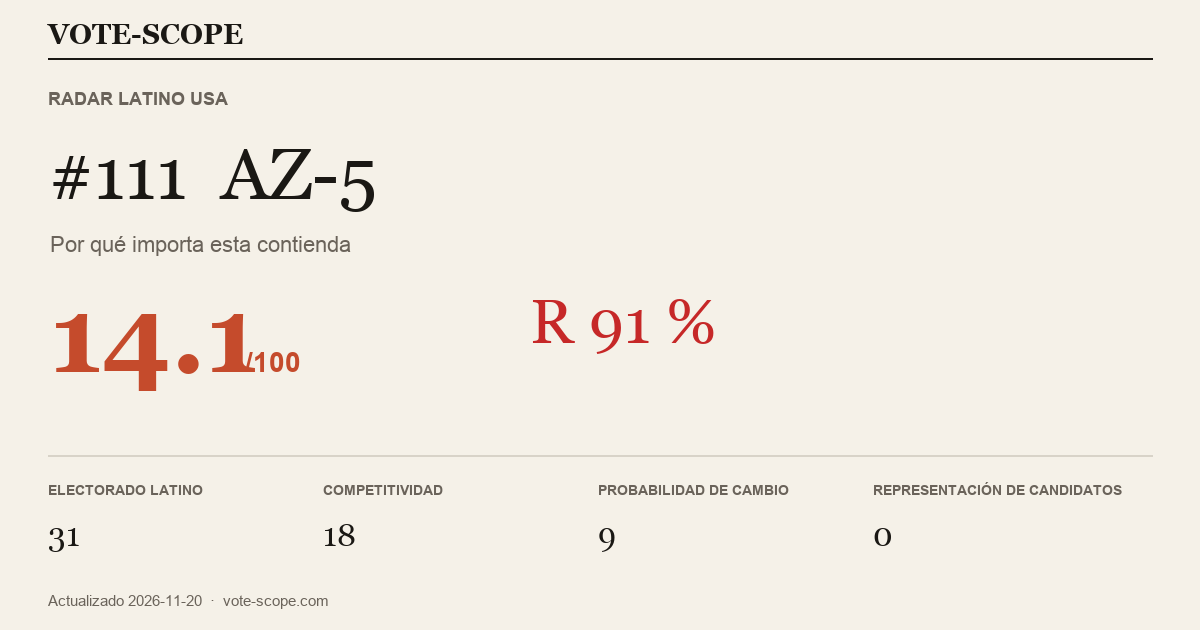 VOTE-SCOPE
RADAR LATINO USA
#111 AZ-5
Por qué importa esta contienda
14.1/100
R 91 %
ELECTORADO LATINO
COMPETITIVIDAD
PROBABILIDAD DE CAMBIO
REPRESENTACIÓN DE CANDIDATOS
31
18
9
0
Actualizado 2026-11-20 · vote-scope.com